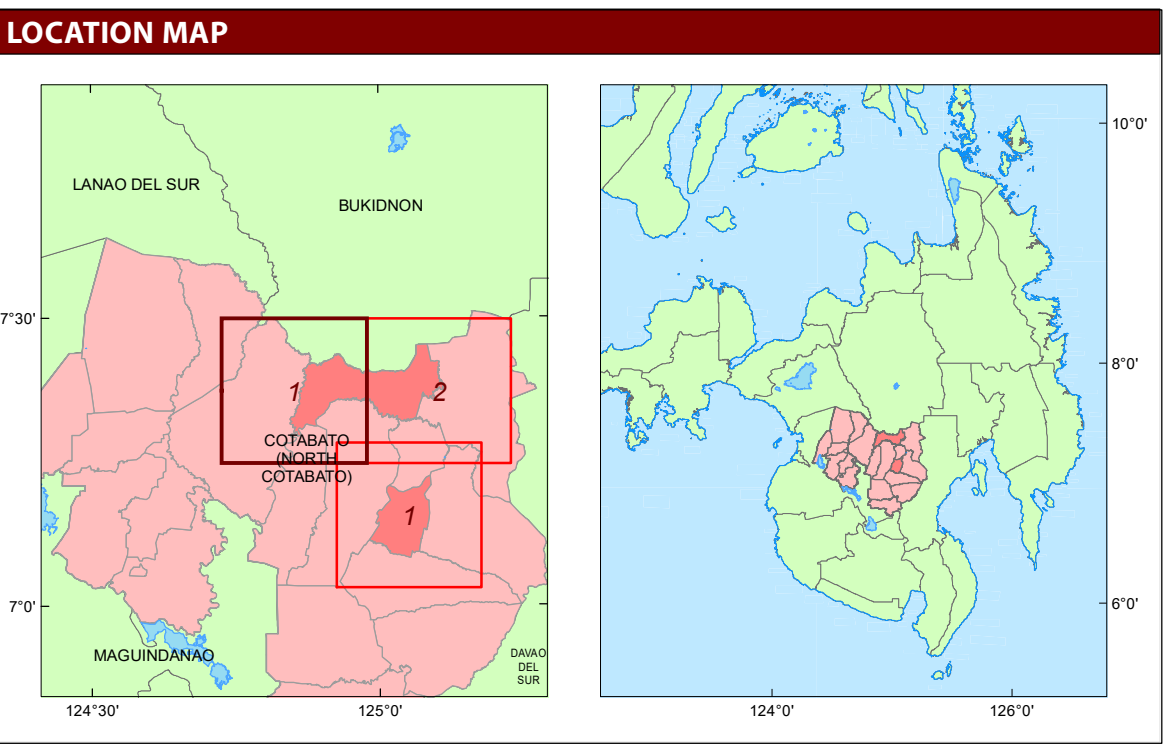 LOCATION MAP
LANAO DEL SUR
BUKIDNON
7°30'
1
2
COTABATO
(NORTH
COTABATO)
1
7°0'
MAGUINDANAO
DAVAO
DEL
SUR
124°30'
125°0'
10°0'
8°0'
6°0'
124°0'
126°0'